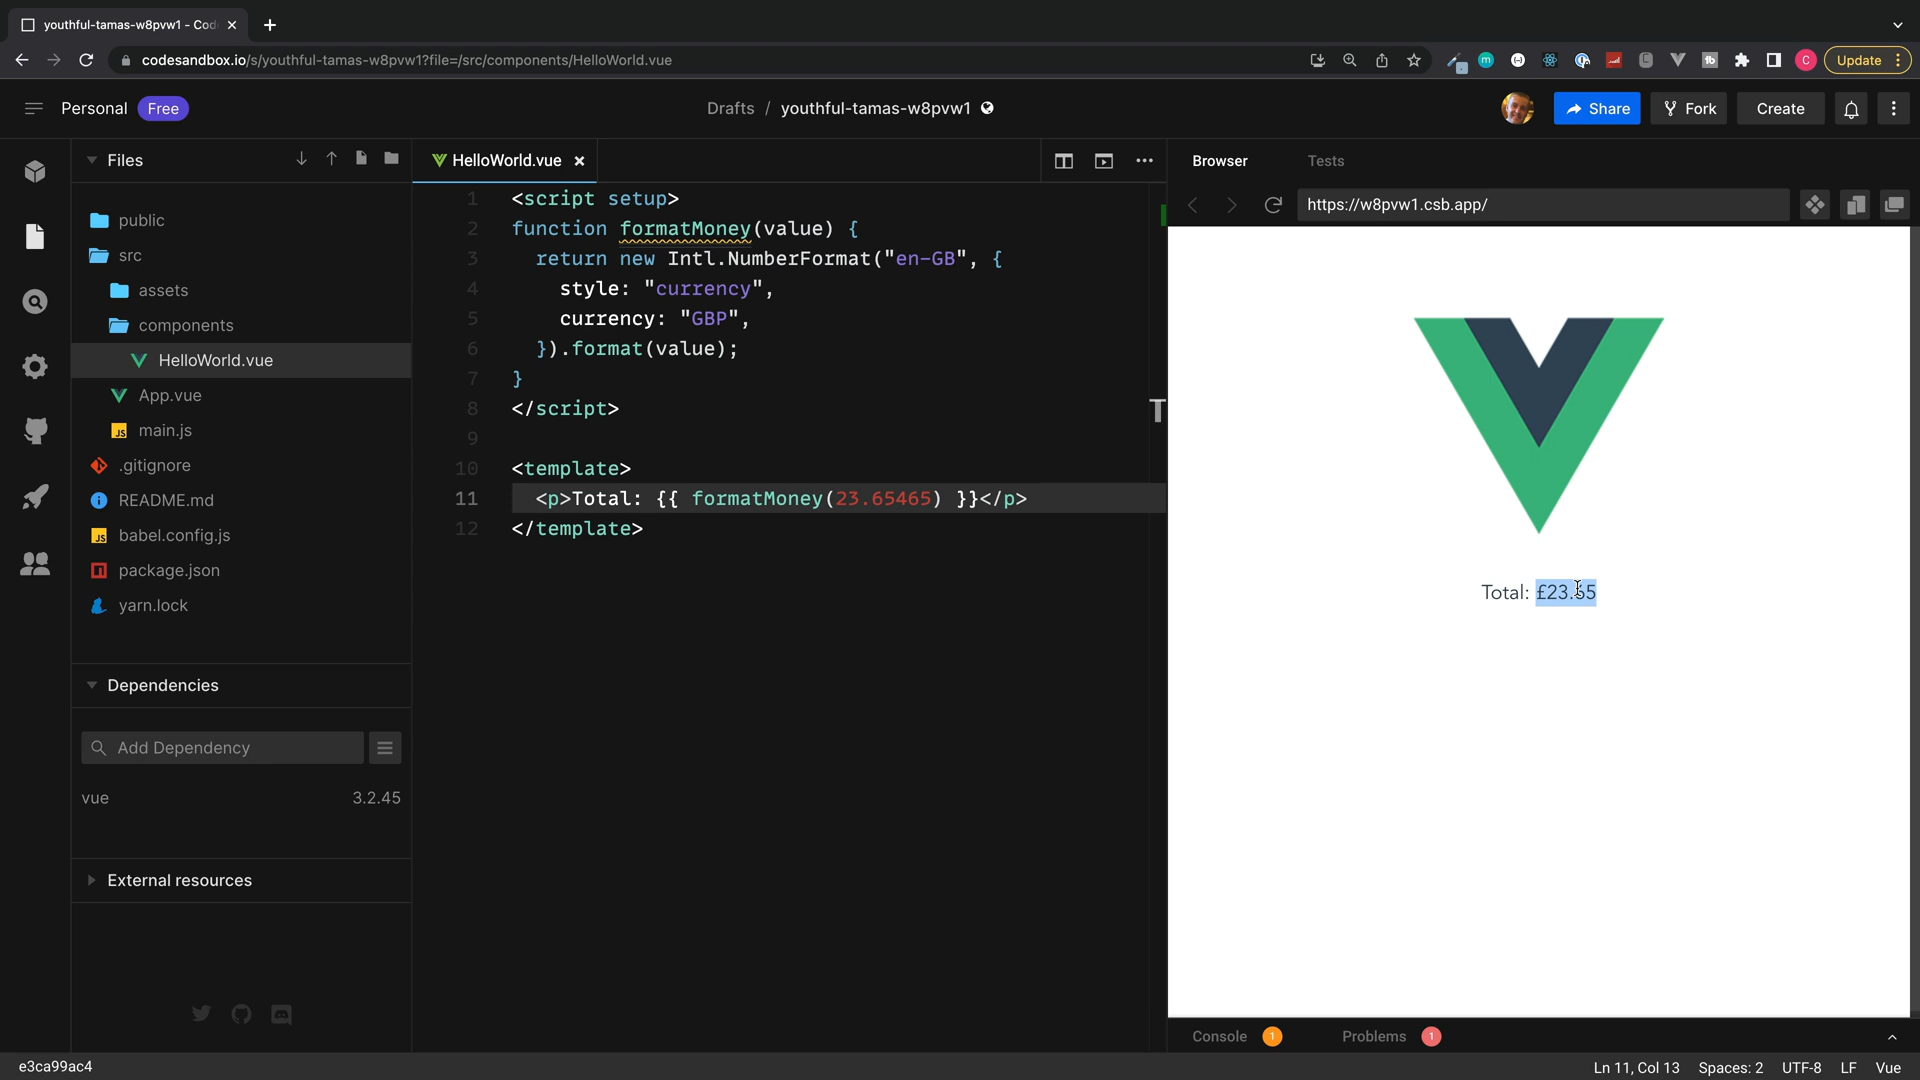 youthful-tamas-w8pvw1 - Cod
codesandbox.io/s/youthful-tamas-w8pvw1?file=/src/components/HelloWorld.vue
Update
Personal Free
Drafts / youthful-tamas-w8pvw1
Share
Fork
Create
Files
public
src
assets
components
HelloWorld.vue
App.vue
main.js
.gitignore
README.md
babel.config.js
package.json
yarn.lock
Dependencies
Add Dependency
vue 3.2.45
External resources
HelloWorld.vue
1 <script setup>
2 function formatMoney(value) {
3 return new Intl.NumberFormat("en-GB", {
4 style: "currency",
5 currency: "GBP",
6 }).format(value);
7 }
8 </script>
9
10 <template>
11 <p>Total: {{ formatMoney(23.65465) }}</p>
12 </template>
Browser Tests
https://w8pvw1.csb.app/
Total: £23.65
Console 1 Problems 1
e3ca99ac4
Ln 11, Col 13 Spaces: 2 UTF-8 LF Vue